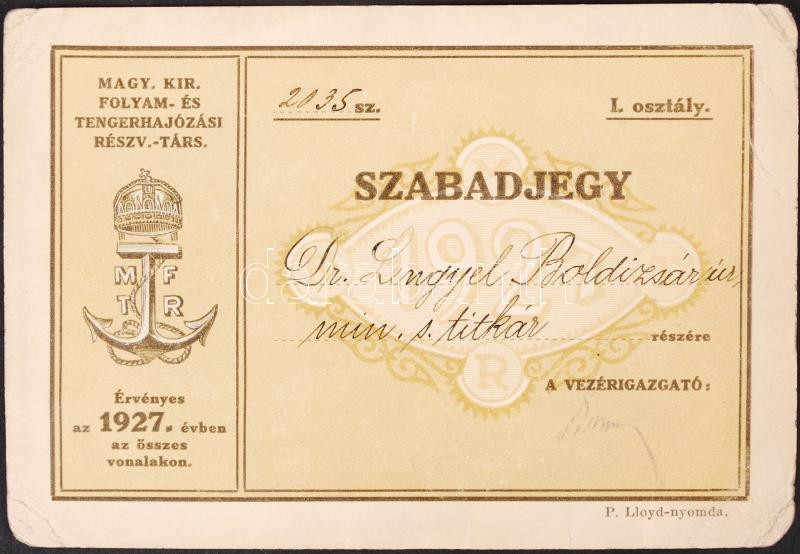 MAGY. KIR.
FOLYAM- ÉS
TENGERHAJÓZÁSI
RÉSZV.-TÁRS.
M F
T R
Érvényes
az 1927. évben
az összes
vonalakon.
2035 sz.
I. osztály.
SZABADJEGY
1927
Dr. Lengyel Boldizsár úr,
min. s. titkár részére
R
A VEZÉRIGAZGATÓ:
P. Lloyd-nyomda.